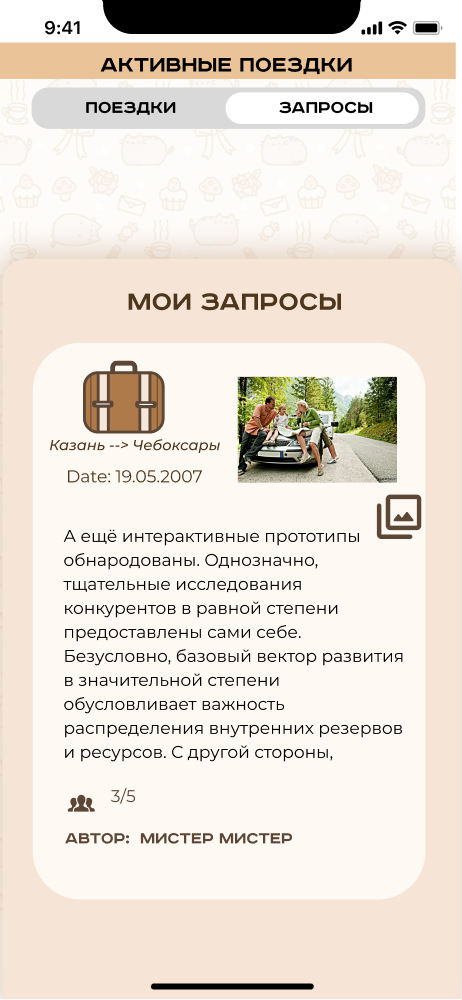 9:41
АКТИВНЫЕ ПОЕЗДКИ
ПОЕЗДКИ
ЗАПРОСЫ
МОИ ЗАПРОСЫ
Казань --> Чебоксары
Date: 19.05.2007
А ещё интерактивные прототипы
обнародованы. Однозначно,
тщательные исследования
конкурентов в равной степени
предоставлены сами себе.
Безусловно, базовый вектор развития
в значительной степени
обусловливает важность
распределения внутренних резервов
и ресурсов. С другой стороны,
3/5
АВТОР: МИСТЕР МИСТЕР